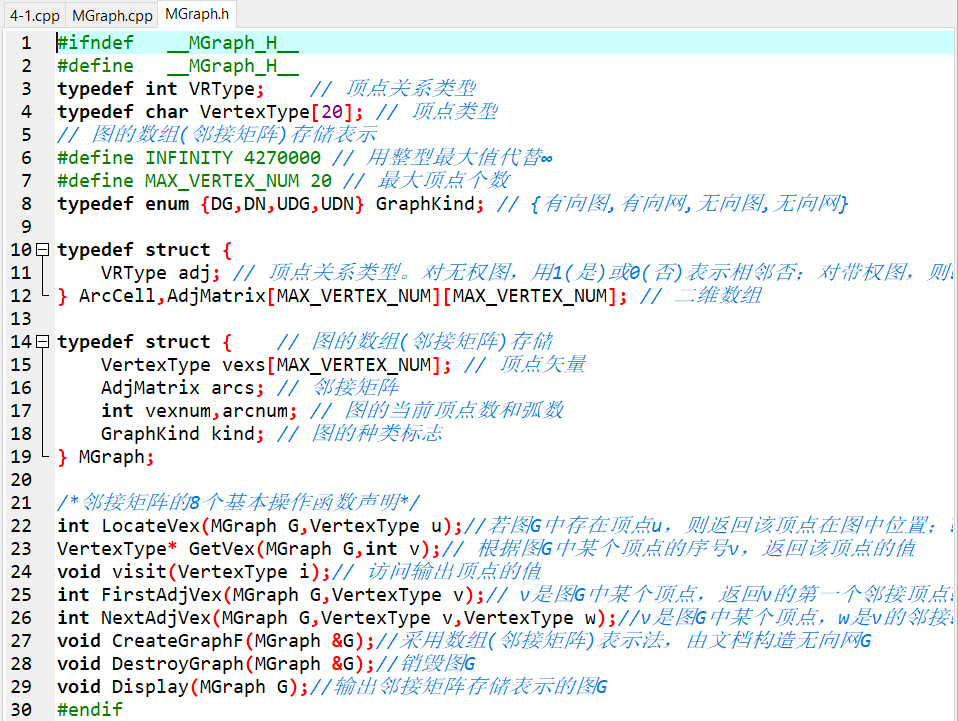 4-1.cpp MGraph.cpp MGraph.h
1 #ifndef __MGraph_H__
2 #define __MGraph_H__
3 typedef int VRType; // 顶点关系类型
4 typedef char VertexType[20]; // 顶点类型
5 // 图的数组(邻接矩阵)存储表示
6 #define INFINITY 4270000 // 用整型最大值代替∞
7 #define MAX_VERTEX_NUM 20 // 最大顶点个数
8 typedef enum {DG,DN,UDG,UDN} GraphKind; // {有向图,有向网,无向图,无向网}
9
10 typedef struct {
11 VRType adj; // 顶点关系类型。对无权图，用1(是)或0(否)表示相邻否；对带权图，则
12 } ArcCell,AdjMatrix[MAX_VERTEX_NUM][MAX_VERTEX_NUM]; // 二维数组
13
14 typedef struct { // 图的数组(邻接矩阵)存储
15 VertexType vexs[MAX_VERTEX_NUM]; // 顶点矢量
16 AdjMatrix arcs; // 邻接矩阵
17 int vexnum,arcnum; // 图的当前顶点数和弧数
18 GraphKind kind; // 图的种类标志
19 } MGraph;
20
21 /*邻接矩阵的8个基本操作函数声明*/
22 int LocateVex(MGraph G,VertexType u);//若图G中存在顶点u，则返回该顶点在图中位置；
23 VertexType* GetVex(MGraph G,int v);// 根据图G中某个顶点的序号v，返回该顶点的值
24 void visit(VertexType i);// 访问输出顶点的值
25 int FirstAdjVex(MGraph G,VertexType v);// v是图G中某个顶点，返回v的第一个邻接顶点
26 int NextAdjVex(MGraph G,VertexType v,VertexType w);//v是图G中某个顶点，w是v的邻接
27 void CreateGraphF(MGraph &G);//采用数组(邻接矩阵)表示法，由文档构造无向网G
28 void DestroyGraph(MGraph &G);//销毁图G
29 void Display(MGraph G);//输出邻接矩阵存储表示的图G
30 #endif